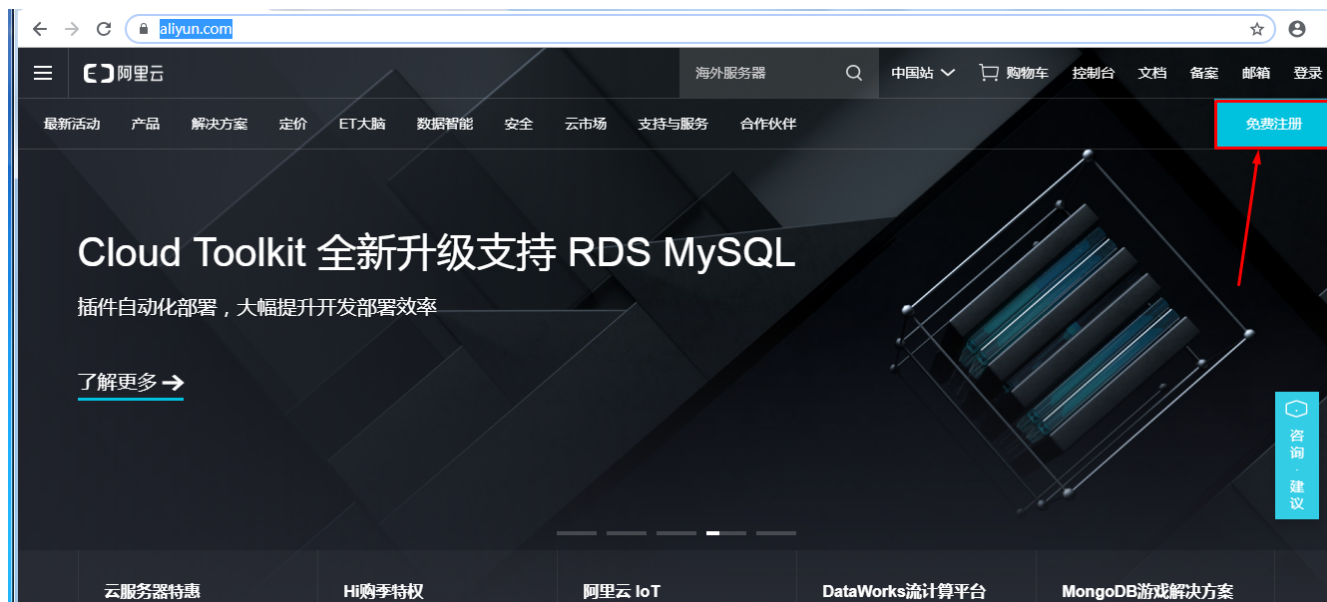 aliyun.com
阿里云 海外服务器 中国站 购物车 控制台 文档 备案 邮箱 登录
最新活动 产品 解决方案 定价 ET大脑 数据智能 安全 云市场 支持与服务 合作伙伴 免费注册
Cloud Toolkit 全新升级支持 RDS MySQL
插件自动化部署，大幅提升开发部署效率
了解更多
咨询·建议
云服务器特惠 Hi购季特权 阿里云 IoT DataWorks流计算平台 MongoDB游戏解决方案